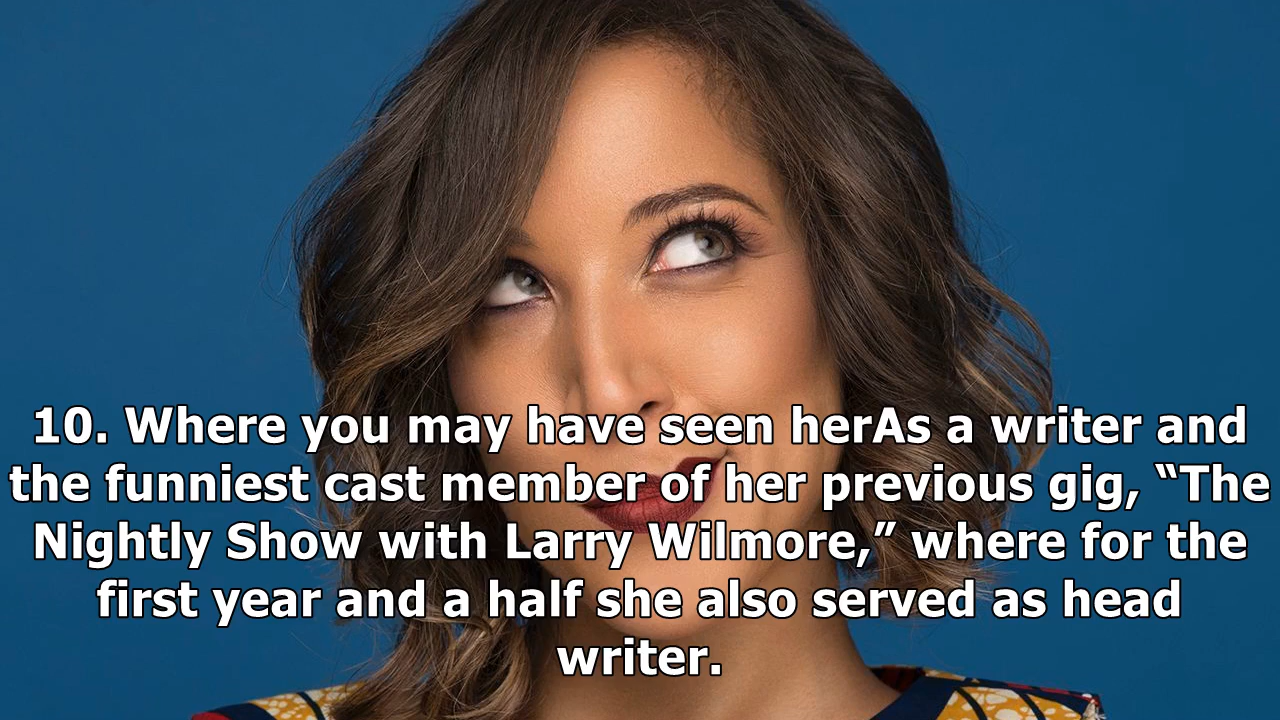 10. Where you may have seen herAs a writer and
the funniest cast member of her previous gig, “The
Nightly Show with Larry Wilmore,” where for the
first year and a half she also served as head
writer.